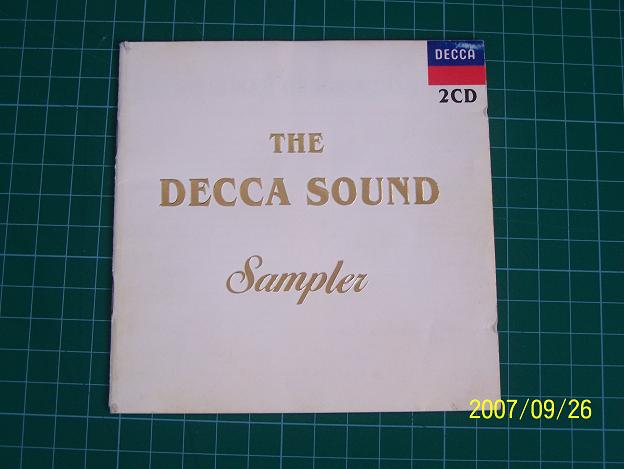 DECCA
2CD
THE
DECCA SOUND
Sampler
2007/09/26